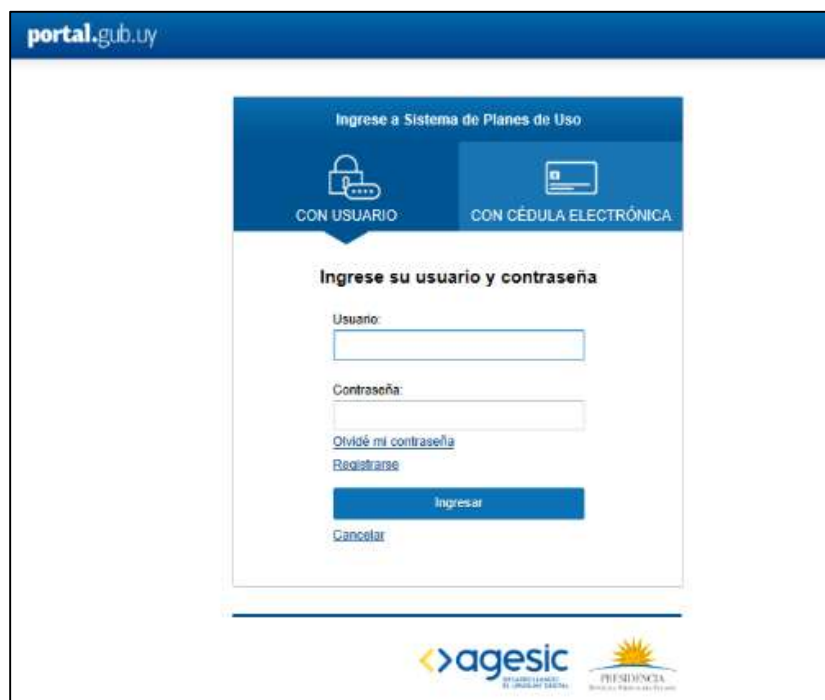 portal.gub.uy
Ingrese a Sistema de Planes de Uso
CON USUARIO
CON CÉDULA ELECTRÓNICA
Ingrese su usuario y contraseña
Usuario:
Contraseña:
Olvidé mi contraseña
Registrarse
Ingresar
Cancelar
agesic
PRESIDENCIA